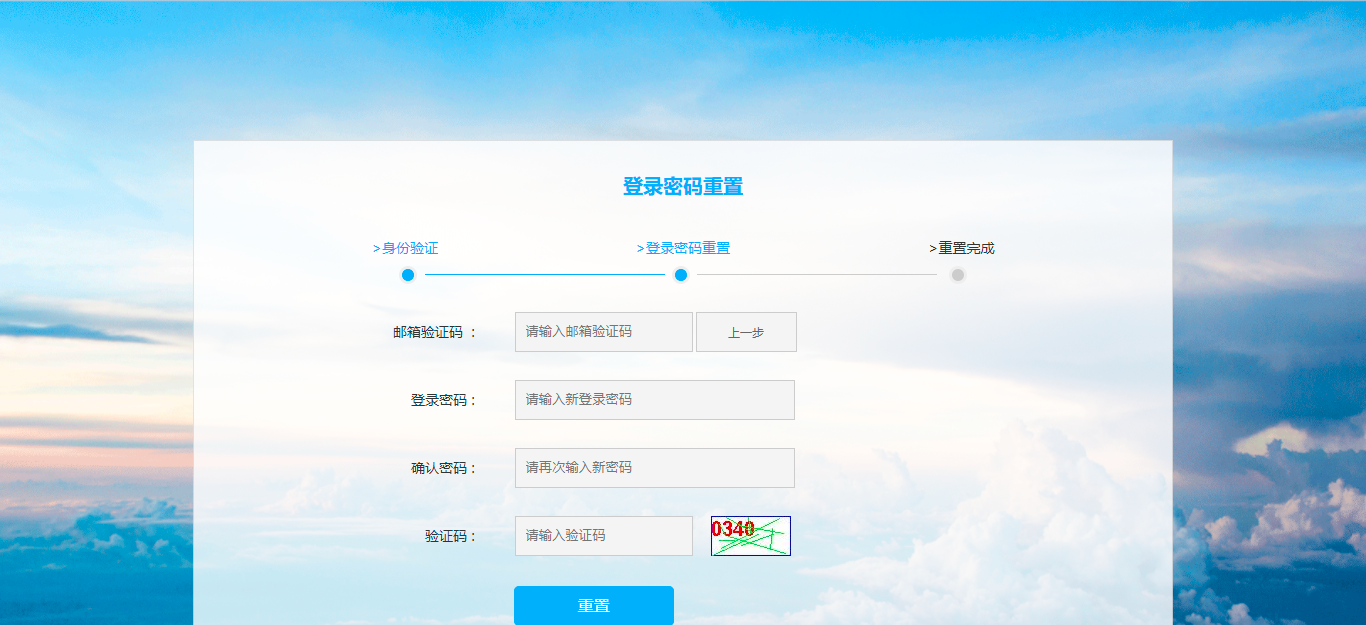 登录密码重置
>身份验证 >登录密码重置 >重置完成
邮箱验证码 ： 请输入邮箱验证码 上一步
登录密码： 请输入新登录密码
确认密码： 请再次输入新密码
验证码： 请输入验证码 0340
重置